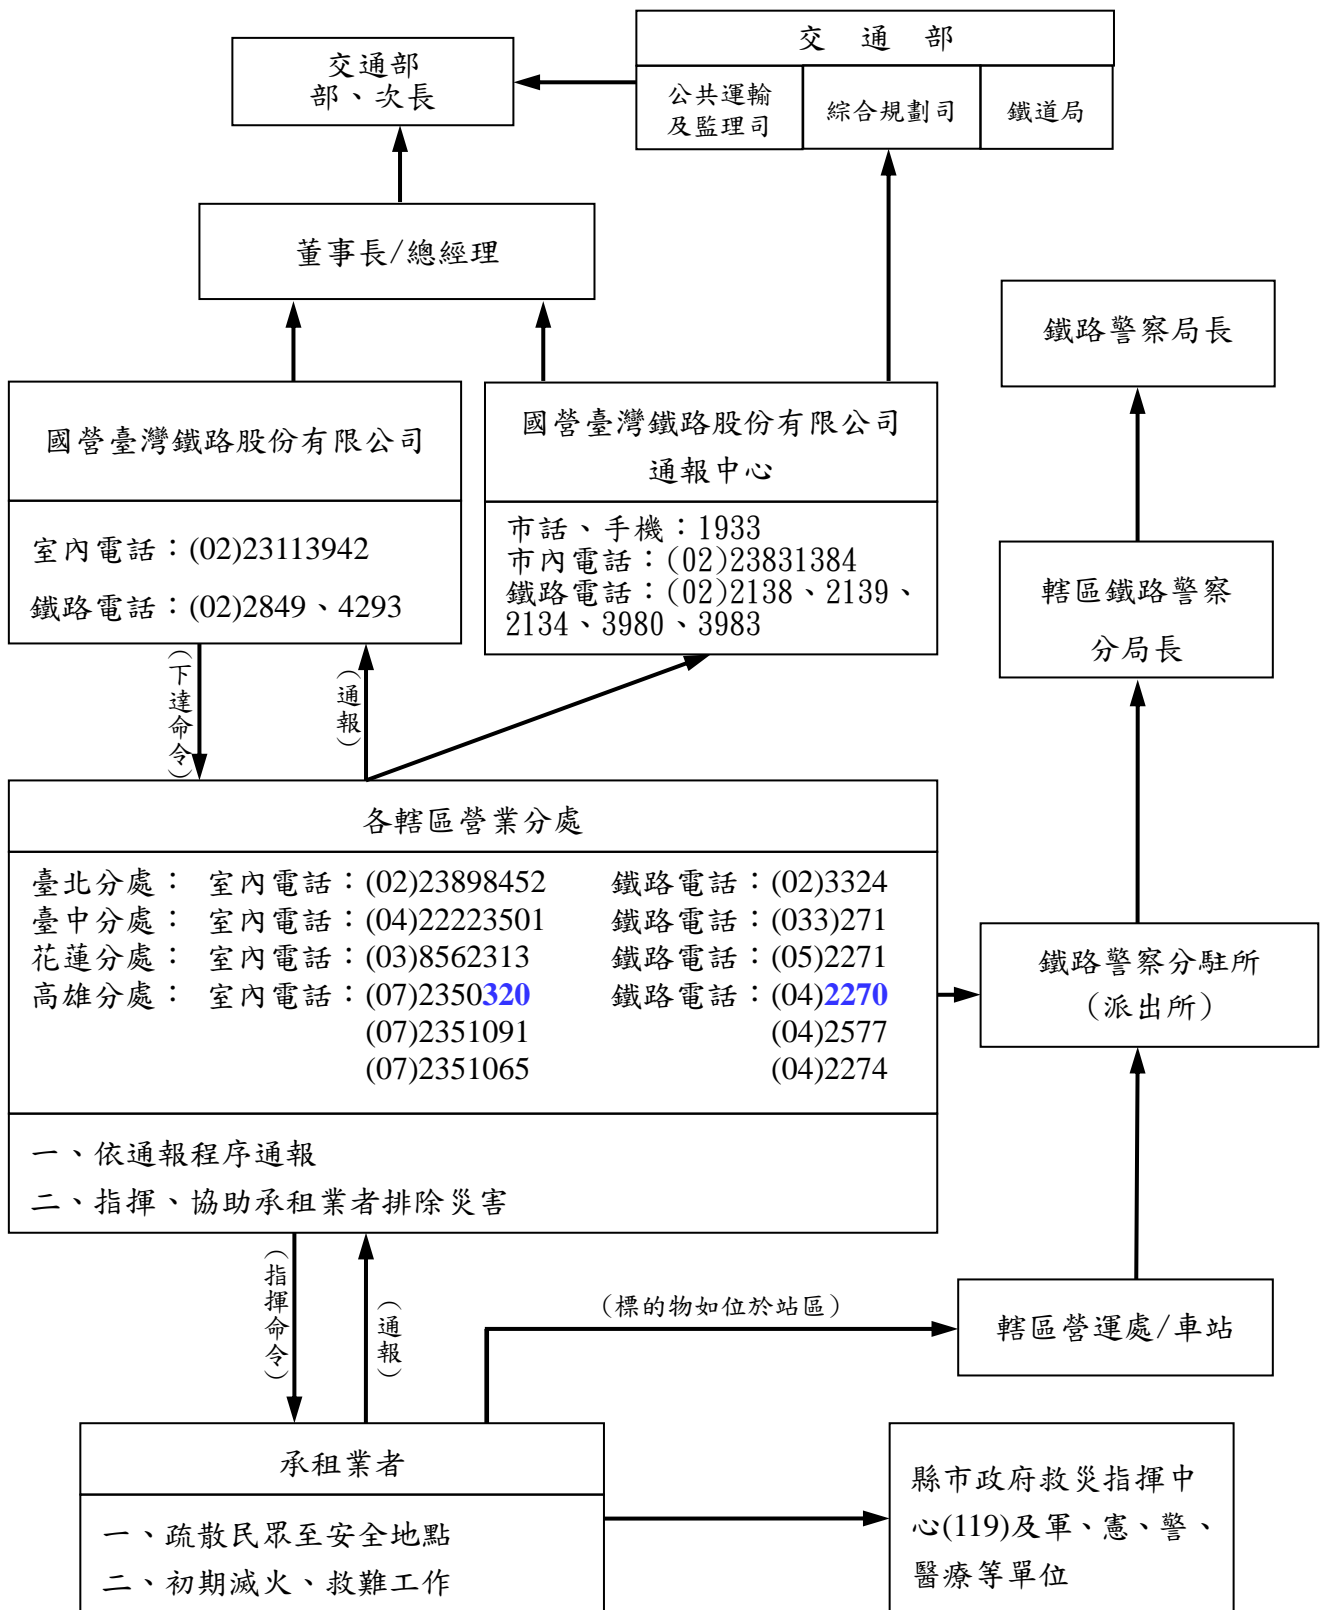 交　通　部
交通部
部、次長
公共運輸
及監理司
綜合規劃司
鐵道局
董事長/總經理
鐵路警察局長
國營臺灣鐵路股份有限公司
室內電話：(02)23113942
鐵路電話：(02)2849、4293
國營臺灣鐵路股份有限公司
通報中心
市話、手機：1933
市內電話：(02)23831384
鐵路電話：(02)2138、2139、
2134、3980、3983
轄區鐵路警察
分局長
(下達命令)
(通報)
各轄區營業分處
臺北分處： 室內電話：(02)23898452 鐵路電話：(02)3324
臺中分處： 室內電話：(04)22223501 鐵路電話：(033)271
花蓮分處： 室內電話：(03)8562313 鐵路電話：(05)2271
高雄分處： 室內電話：(07)2350320 鐵路電話：(04)2270
(07)2351091 (04)2577
(07)2351065 (04)2274
一、依通報程序通報
二、指揮、協助承租業者排除災害
鐵路警察分駐所
(派出所)
(指揮命令)
(通報)
(標的物如位於站區)
轄區營運處/車站
承租業者
一、疏散民眾至安全地點
二、初期滅火、救難工作
縣市政府救災指揮中
心(119)及軍、憲、警、
醫療等單位